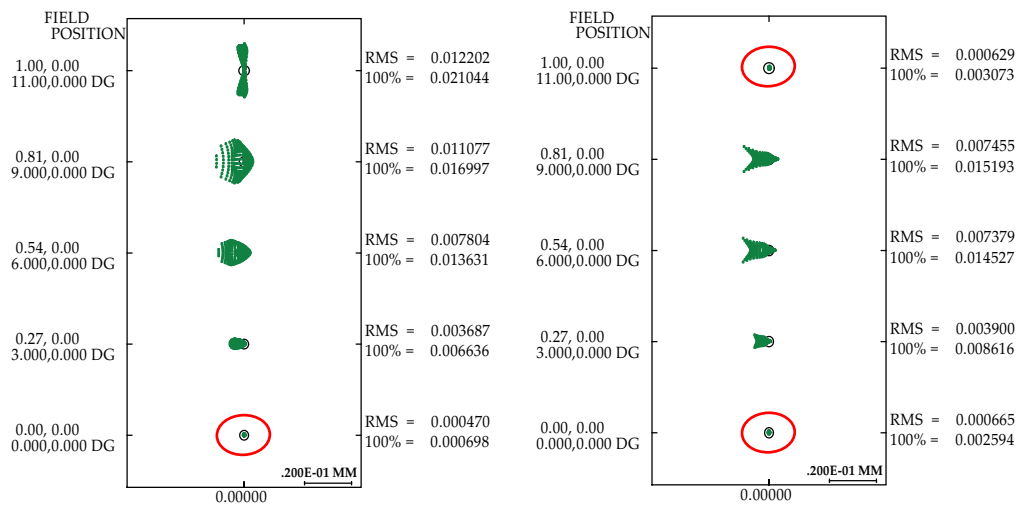 FIELD
POSITION
1.00, 0.00
11.00,0.000 DG
RMS = 0.012202
100% = 0.021044
0.81, 0.00
9.000,0.000 DG
RMS = 0.011077
100% = 0.016997
0.54, 0.00
6.000,0.000 DG
RMS = 0.007804
100% = 0.013631
0.27, 0.00
3.000,0.000 DG
RMS = 0.003687
100% = 0.006636
0.00, 0.00
0.000,0.000 DG
RMS = 0.000470
100% = 0.000698
.200E-01 MM
0.00000
FIELD
POSITION
1.00, 0.00
11.00,0.000 DG
RMS = 0.000629
100% = 0.003073
0.81, 0.00
9.000,0.000 DG
RMS = 0.007455
100% = 0.015193
0.54, 0.00
6.000,0.000 DG
RMS = 0.007379
100% = 0.014527
0.27, 0.00
3.000,0.000 DG
RMS = 0.003900
100% = 0.008616
0.00, 0.00
0.000,0.000 DG
RMS = 0.000665
100% = 0.002594
.200E-01 MM
0.00000